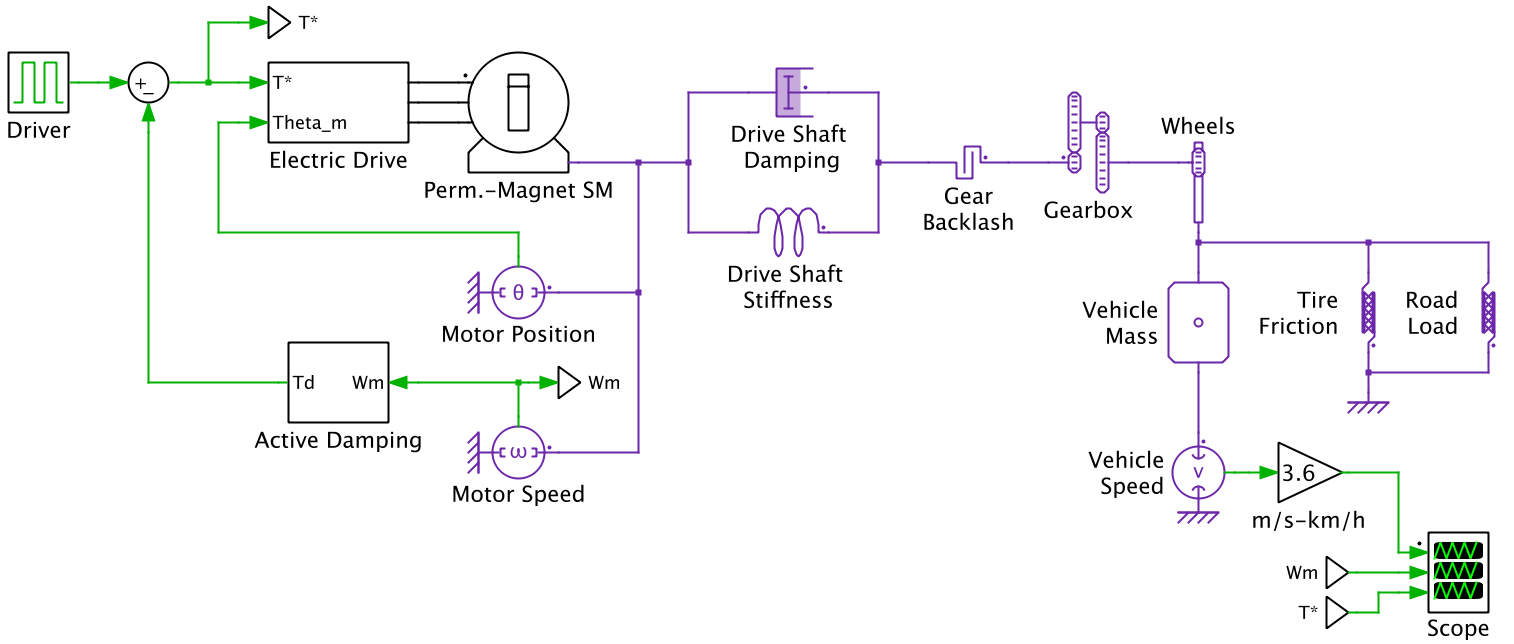 T*
Driver
+
−
T*
Theta_m
Electric Drive
Perm.-Magnet SM
Drive Shaft
Damping
Drive Shaft
Stiffness
Gear
Backlash
Gearbox
Wheels
θ
Motor Position
Td
Wm
Active Damping
Wm
ω
Motor Speed
Vehicle
Mass
Tire
Friction
Road
Load
Vehicle
Speed
v
3.6
m/s-km/h
Wm
T*
Scope